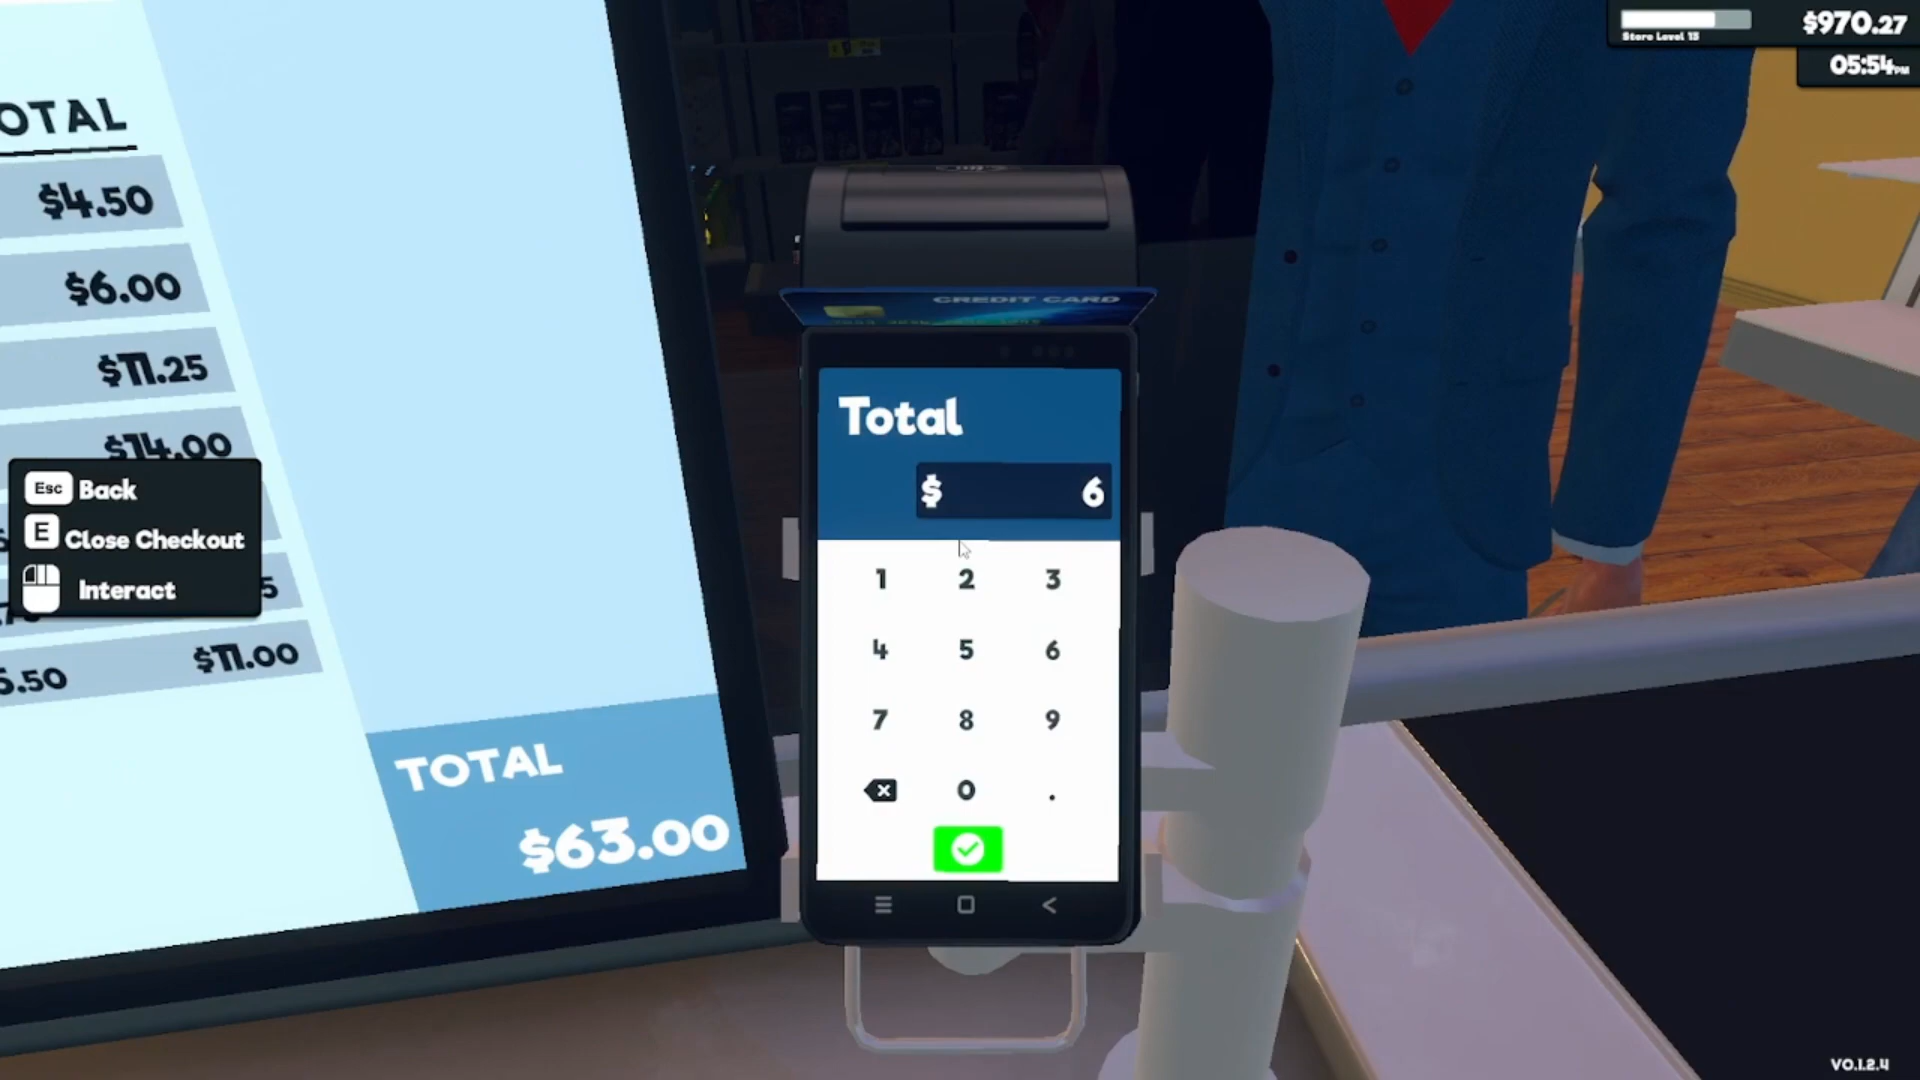 $970.27
Store Level 15
05:54PM
OTAL
$4.50
$6.00
$11.25
$14.00
Esc Back
E Close Checkout
Interact
5
5.50 $11.00
TOTAL
$63.00
CREDIT CARD
Total
$ 6
1 2 3
4 5 6
7 8 9
0 .
V0.1.2.4